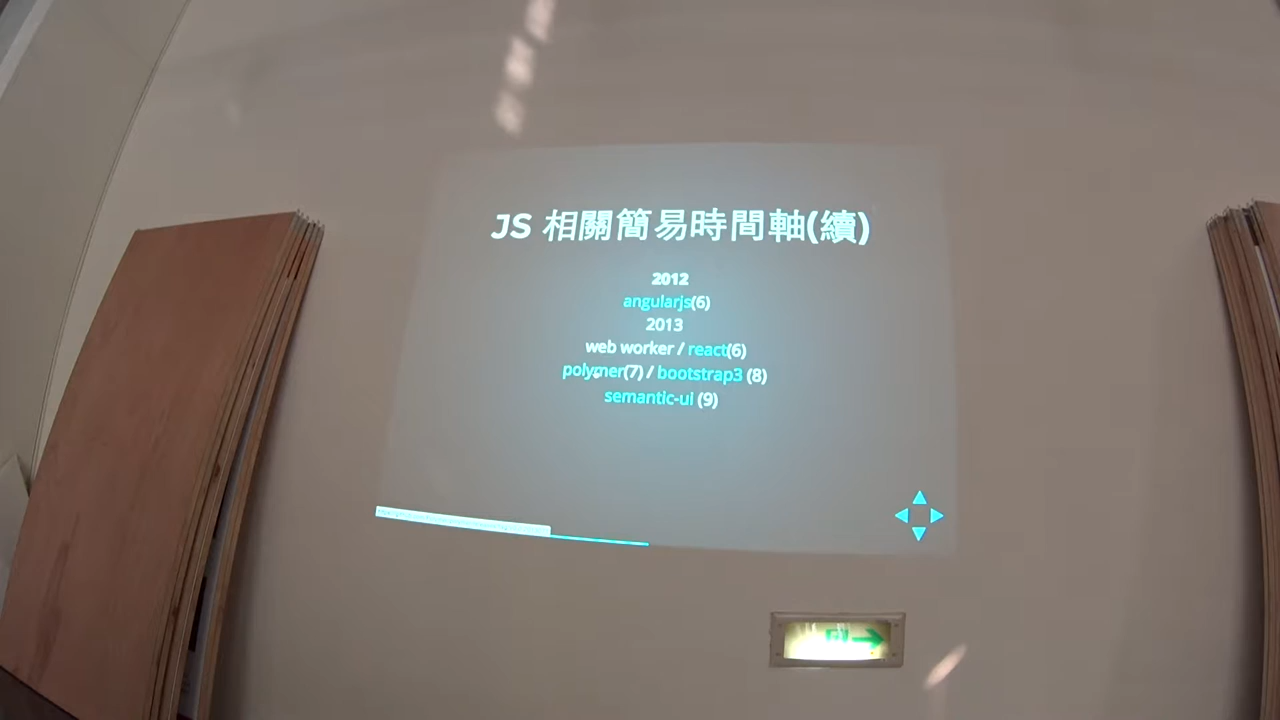 JS 相關簡易時間軸(續)
2012
angularjs(6)
2013
web worker / react(6)
polymer(7) / bootstrap3 (8)
semantic-ui (9)